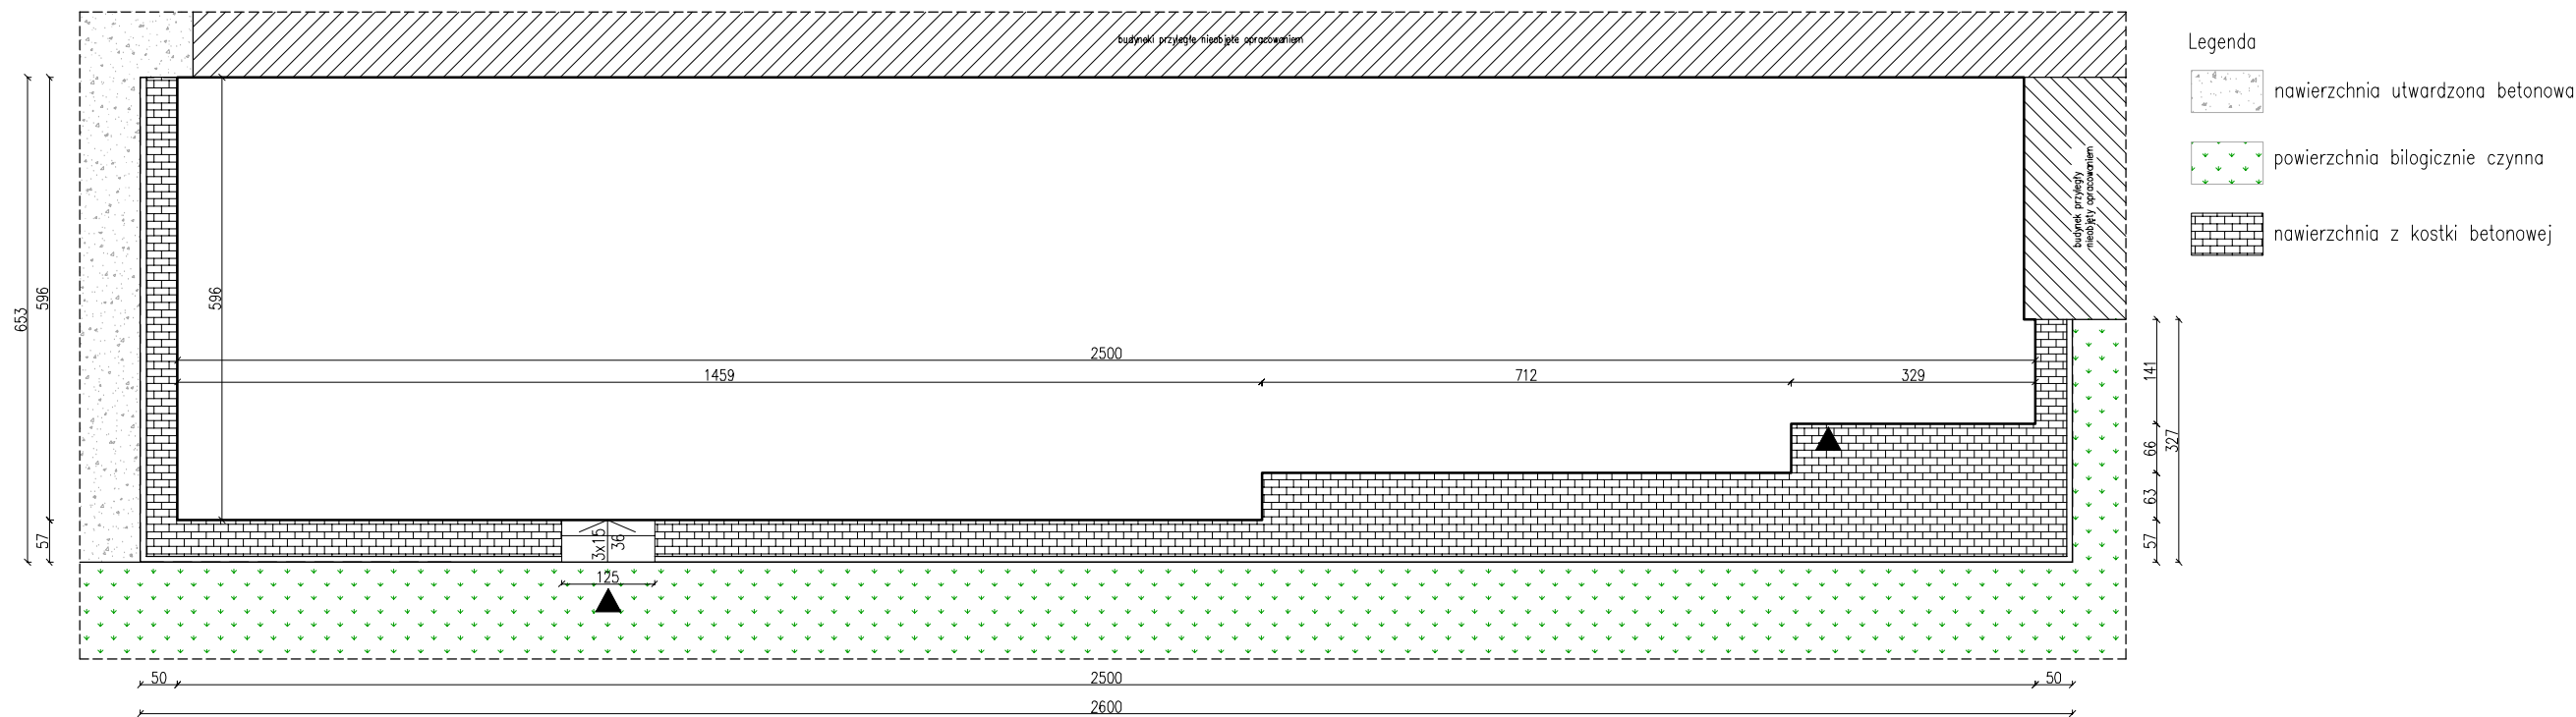 budyneki przyległe nieobjęte opracowaniem
Legenda
nawierzchnia utwardzona betonowa
powierzchnia bilogicznie czynna
nawierzchnia z kostki betonowej
budynek przyległy
nieobjęty opracowaniem
653
596
57
596
2500
1459
712
329
141
66
63
57
327
3x15
36
125
50
2500
50
2600